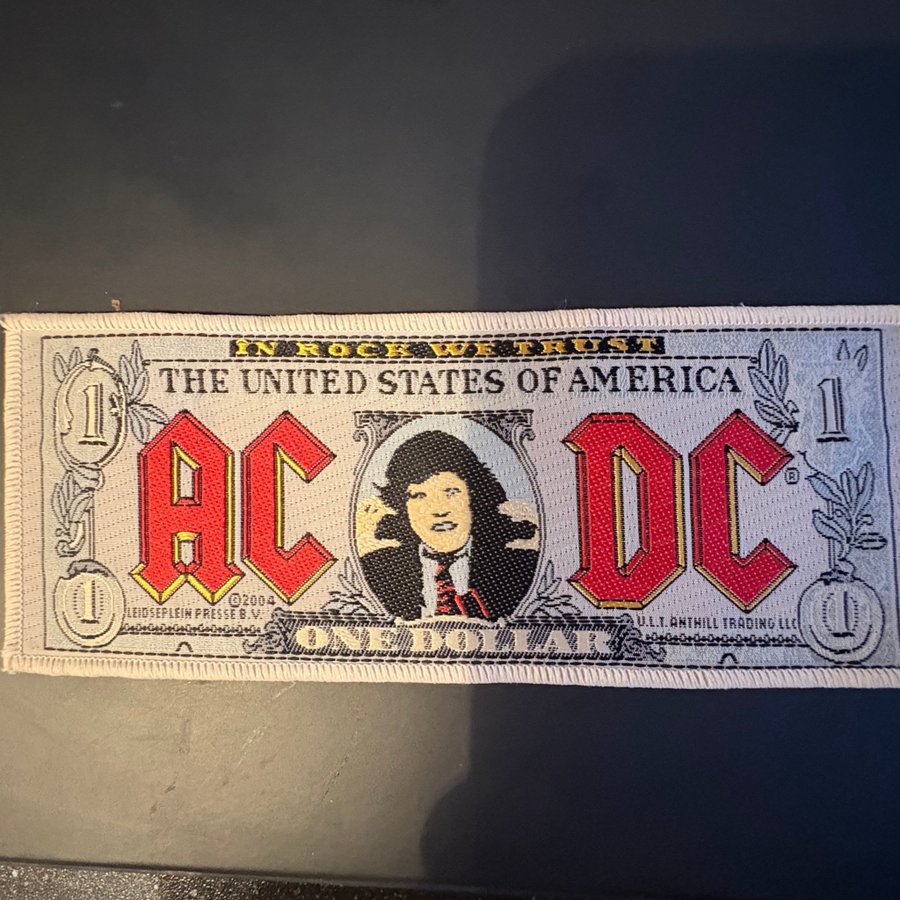 IN ROCK WE TRUST
THE UNITED STATES OF AMERICA
1 1
AC DC ®
©2004
LEIDSEPLEIN PRESSE B.V.
U.L.T. ANTHILL TRADING LLC
1 ONE DOLLAR 1